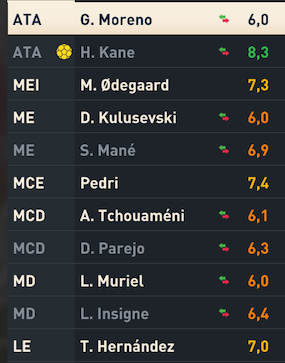 ATA G. Moreno 6,0
ATA H. Kane 8,3
MEI M. Ødegaard 7,3
ME D. Kulusevski 6,0
ME S. Mané 6,9
MCE Pedri 7,4
MCD A. Tchouaméni 6,1
MCD D. Parejo 6,3
MD L. Muriel 6,0
MD L. Insigne 6,4
LE T. Hernández 7,0